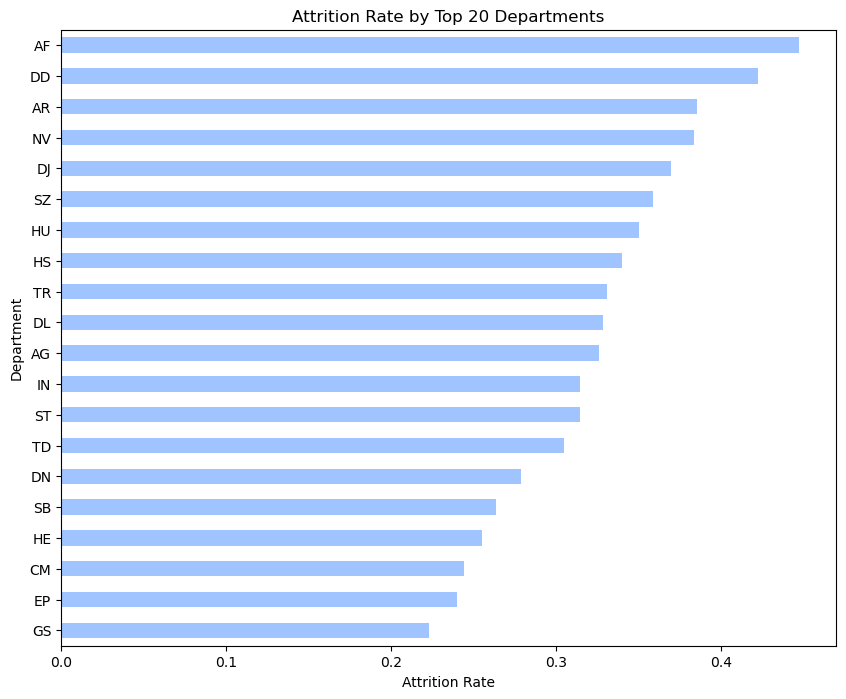 Attrition Rate by Top 20 Departments
AF
DD
AR
NV
DJ
SZ
HU
HS
TR
DL
AG
IN
ST
TD
DN
SB
HE
CM
EP
GS
Department
0.0 0.1 0.2 0.3 0.4
Attrition Rate